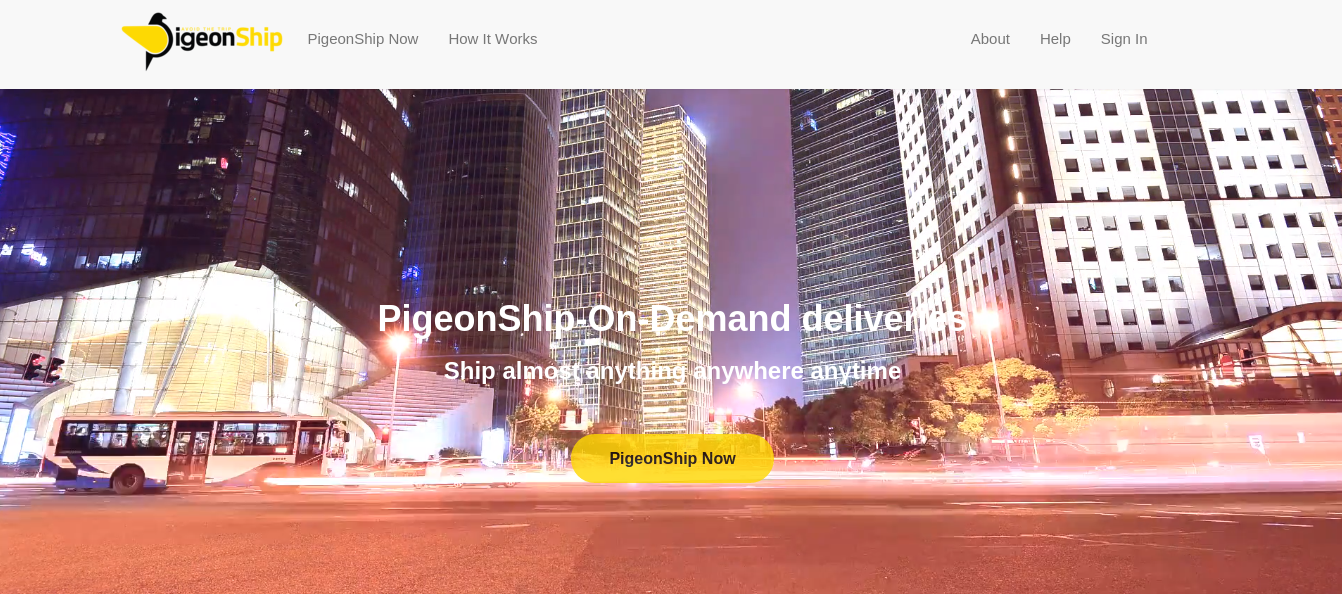 PigeonShip
PigeonShip Now
How It Works
About
Help
Sign In
PigeonShip-On-Demand deliveries
Ship almost anything anywhere anytime
PigeonShip Now